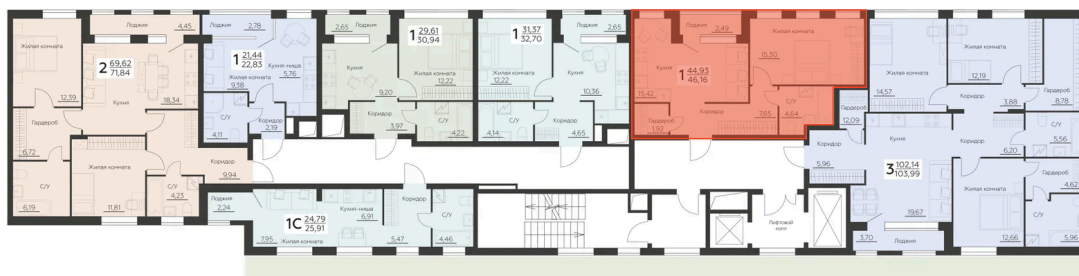 Жилая комната
12.39
Гардероб
6.72
С/У
6.19
Лоджия
4.45
2 69,62
71,84
Кухня
18.34
Жилая комната
11.81
С/У
4.23
Коридор
9.94
Лоджия
2.78
1 21,44
22,83
Жилая комната
9.38
Кухня-ниша
5.76
С/У
4.11
Коридор
2.19
2.65
Лоджия
Кухня
9.20
1 29,61
30,94
Жилая комната
12.22
Коридор
3.97
С/У
4.22
1 31,37
32,70
Жилая комната
12.22
Лоджия
2.65
Кухня
10.36
С/У
4.14
Коридор
4.65
Лоджия
2.49
Жилая комната
15.42
1 44,93
46,16
15.30
Кухня
Гардероб
1.92
Коридор
7.65
С/У
4.64
Жилая комната
14.57
Жилая комната
12.19
Гардероб
12.09
Коридор
3.88
8.78
Кухня
5.96
3 102,14
103,99
6.20
С/У
5.56
Гардероб
4.62
Жилая комната
12.66
С/У
5.96
19.67
3.70
Лоджия
2.24
1С 24,79
25,91
Кухня-ниша
6.91
С/У
7.95
Жилая комната
5.47
4.46
Лифтовый
холл